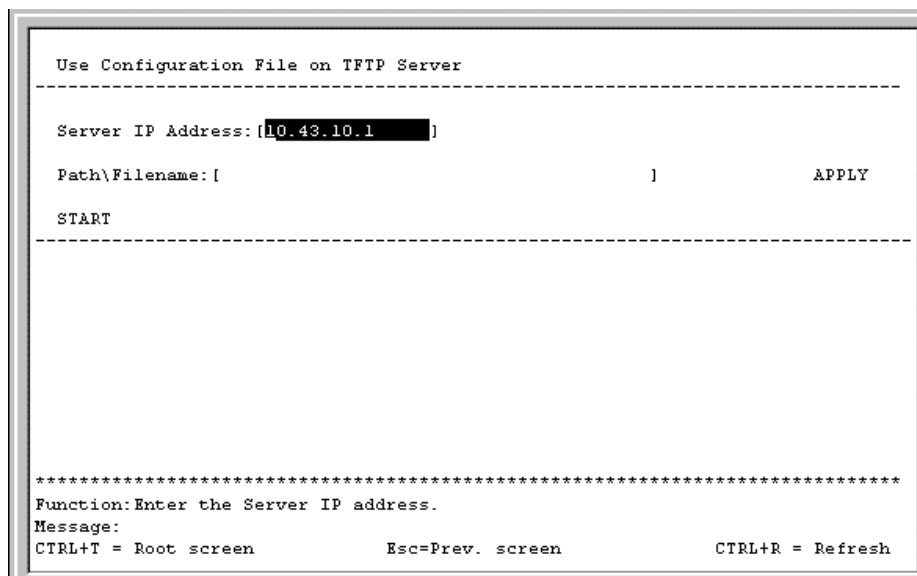 Use Configuration File on TFTP Server
--------------------------------------------------------------------------------
Server IP Address:[10.43.10.1     ]
Path\Filename:[                                        ]               APPLY
START
--------------------------------------------------------------------------------
********************************************************************************
Function:Enter the Server IP address.
Message:
CTRL+T = Root screen            Esc=Prev. screen              CTRL+R = Refresh